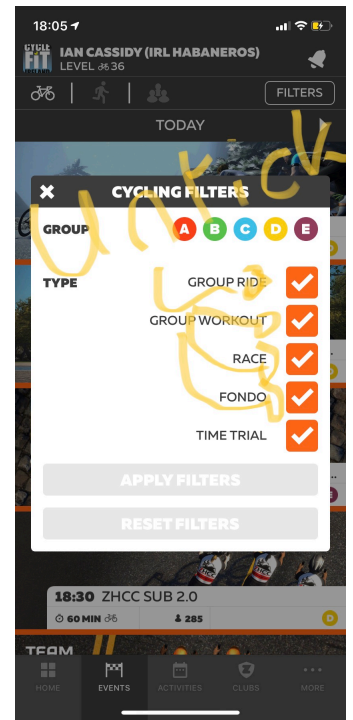 18:05
CYCLE
FIT
IAN CASSIDY (IRL HABANEROS)
LEVEL 36
FILTERS
TODAY
Untick
CYCLING FILTERS
GROUP A B C D E
TYPE GROUP RIDE
GROUP WORKOUT
RACE
FONDO
TIME TRIAL
APPLY FILTERS
RESET FILTERS
18:30 ZHCC SUB 2.0
60 MIN 285 D
TEAM
HOME EVENTS ACTIVITIES CLUBS MORE